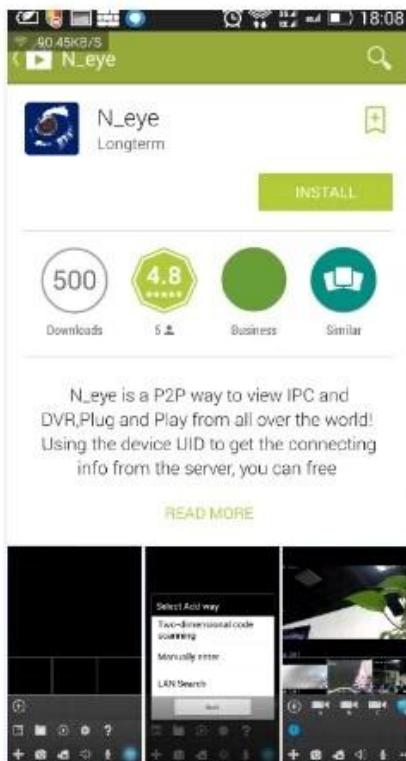 18:08
90.45KB/S
N_eye
N_eye
Longterm
INSTALL
500
4.8
Downloads
5
Business
Similar
N_eye is a P2P way to view IPC and
DVR,Plug and Play from all over the world!
Using the device UID to get the connecting
info from the server, you can free
READ MORE
Select Add way
Two-dimensional code
scanning
Manually enter
LAN Search